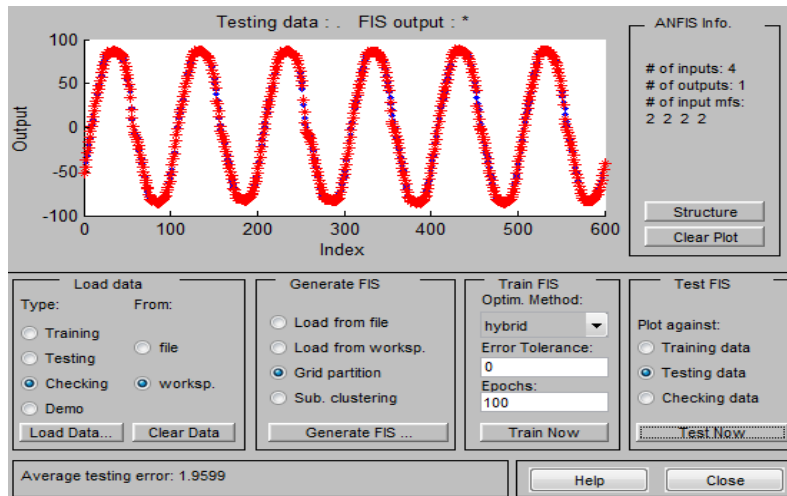 Testing data : .   FIS output : *
100
50
0
-50
-100
Output
0 100 200 300 400 500 600
Index
ANFIS Info.
# of inputs: 4
# of outputs: 1
# of input mfs:
2 2 2 2
Structure
Clear Plot
Load data
Type: From:
Training
Testing
Checking
Demo
file
worksp.
Load Data... Clear Data
Generate FIS
Load from file
Load from worksp.
Grid partition
Sub. clustering
Generate FIS ...
Train FIS
Optim. Method:
hybrid
Error Tolerance:
0
Epochs:
100
Train Now
Test FIS
Plot against:
Training data
Testing data
Checking data
Test Now
Average testing error: 1.9599
Help Close